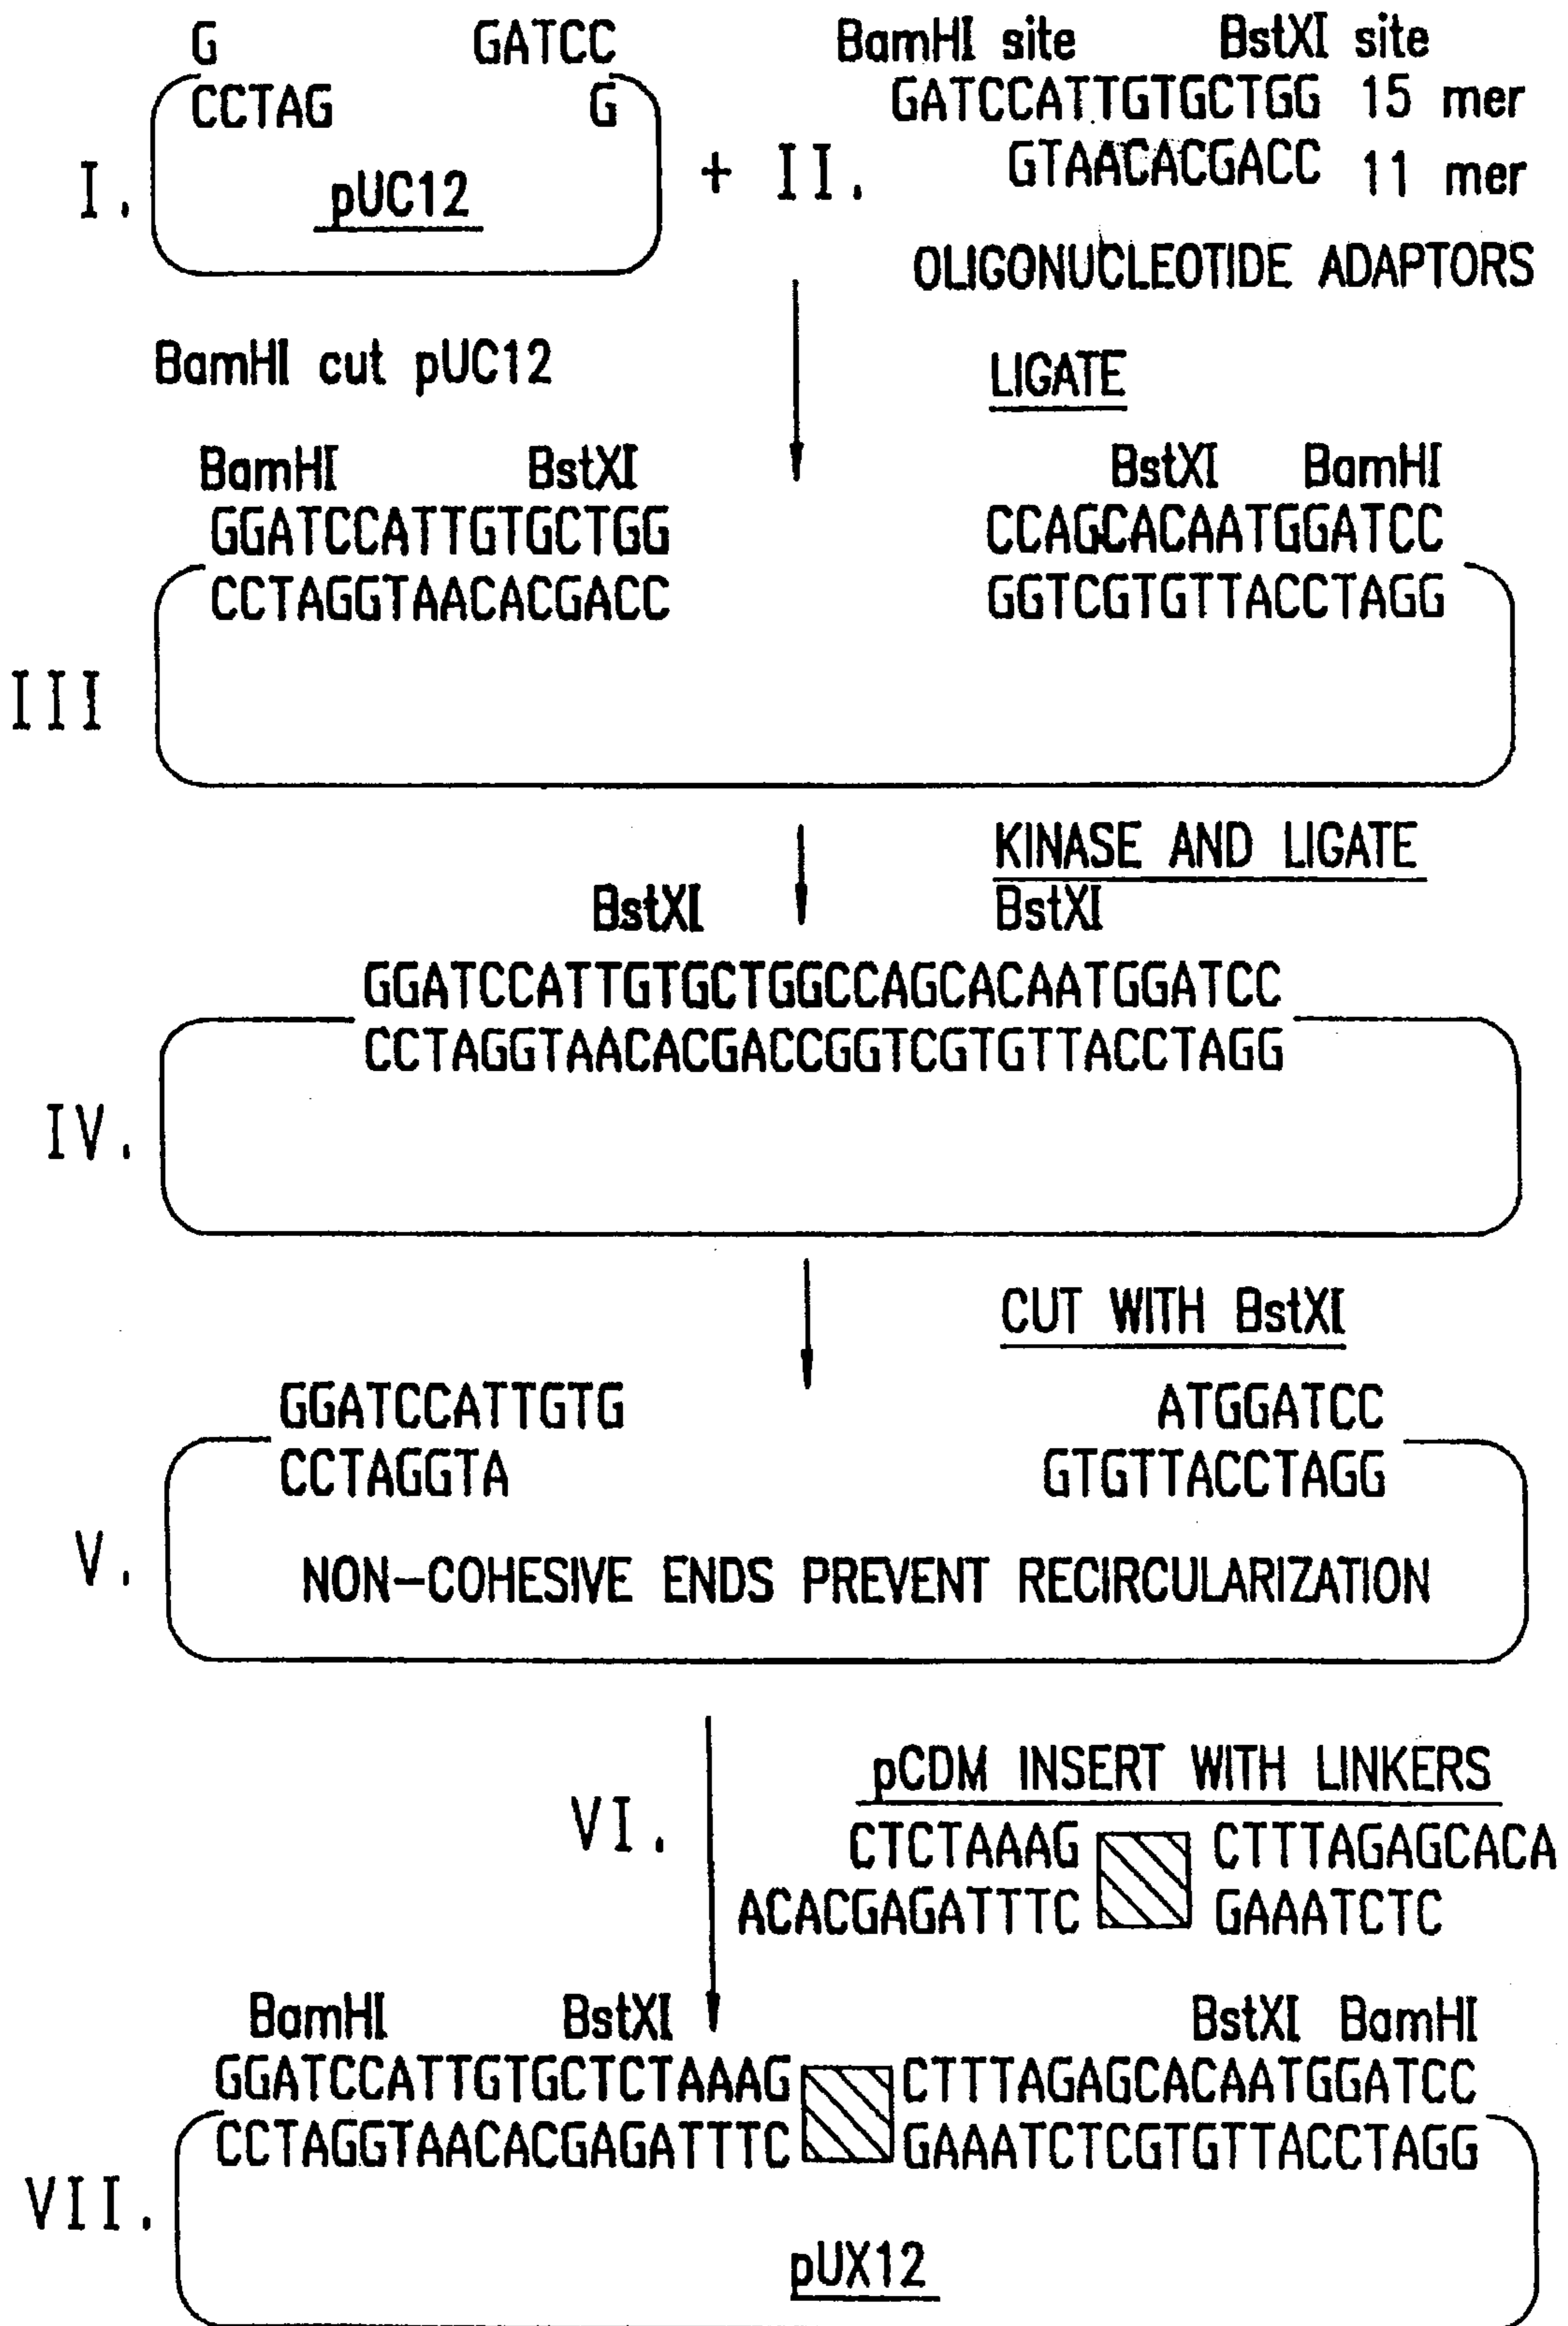 G GATCC
CCTAG G
I. pUC12
BamHI cut pUC12
+ II.
BamHI site BstXI site
GATCCATTGTGCTGG 15 mer
GTAACACGACC 11 mer
OLIGONUCLEOTIDE ADAPTORS
LIGATE
BamHI BstXI BstXI BamHI
GGATCCATTGTGCTGG CCAGCACAATGGATCC
CCTAGGTAACACGACC GGTCGTGTTACCTAGG
III
KINASE AND LIGATE
BstXI BstXI
GGATCCATTGTGCTGGCCAGCACAATGGATCC
CCTAGGTAACACGACCGGTCGTGTTACCTAGG
IV.
CUT WITH BstXI
GGATCCATTGTG ATGGATCC
CCTAGGTA GTGTTACCTAGG
V. NON-COHESIVE ENDS PREVENT RECIRCULARIZATION
VI. pCDM INSERT WITH LINKERS
CTCTAAAG CTTTAGAGCACA
ACACGAGATTTC GAAATCTC
BamHI BstXI BstXI BamHI
GGATCCATTGTGCTCTAAAG CTTTAGAGCACAATGGATCC
CCTAGGTAACACGAGATTTC GAAATCTCGTGTTACCTAGG
VII.
pUX12